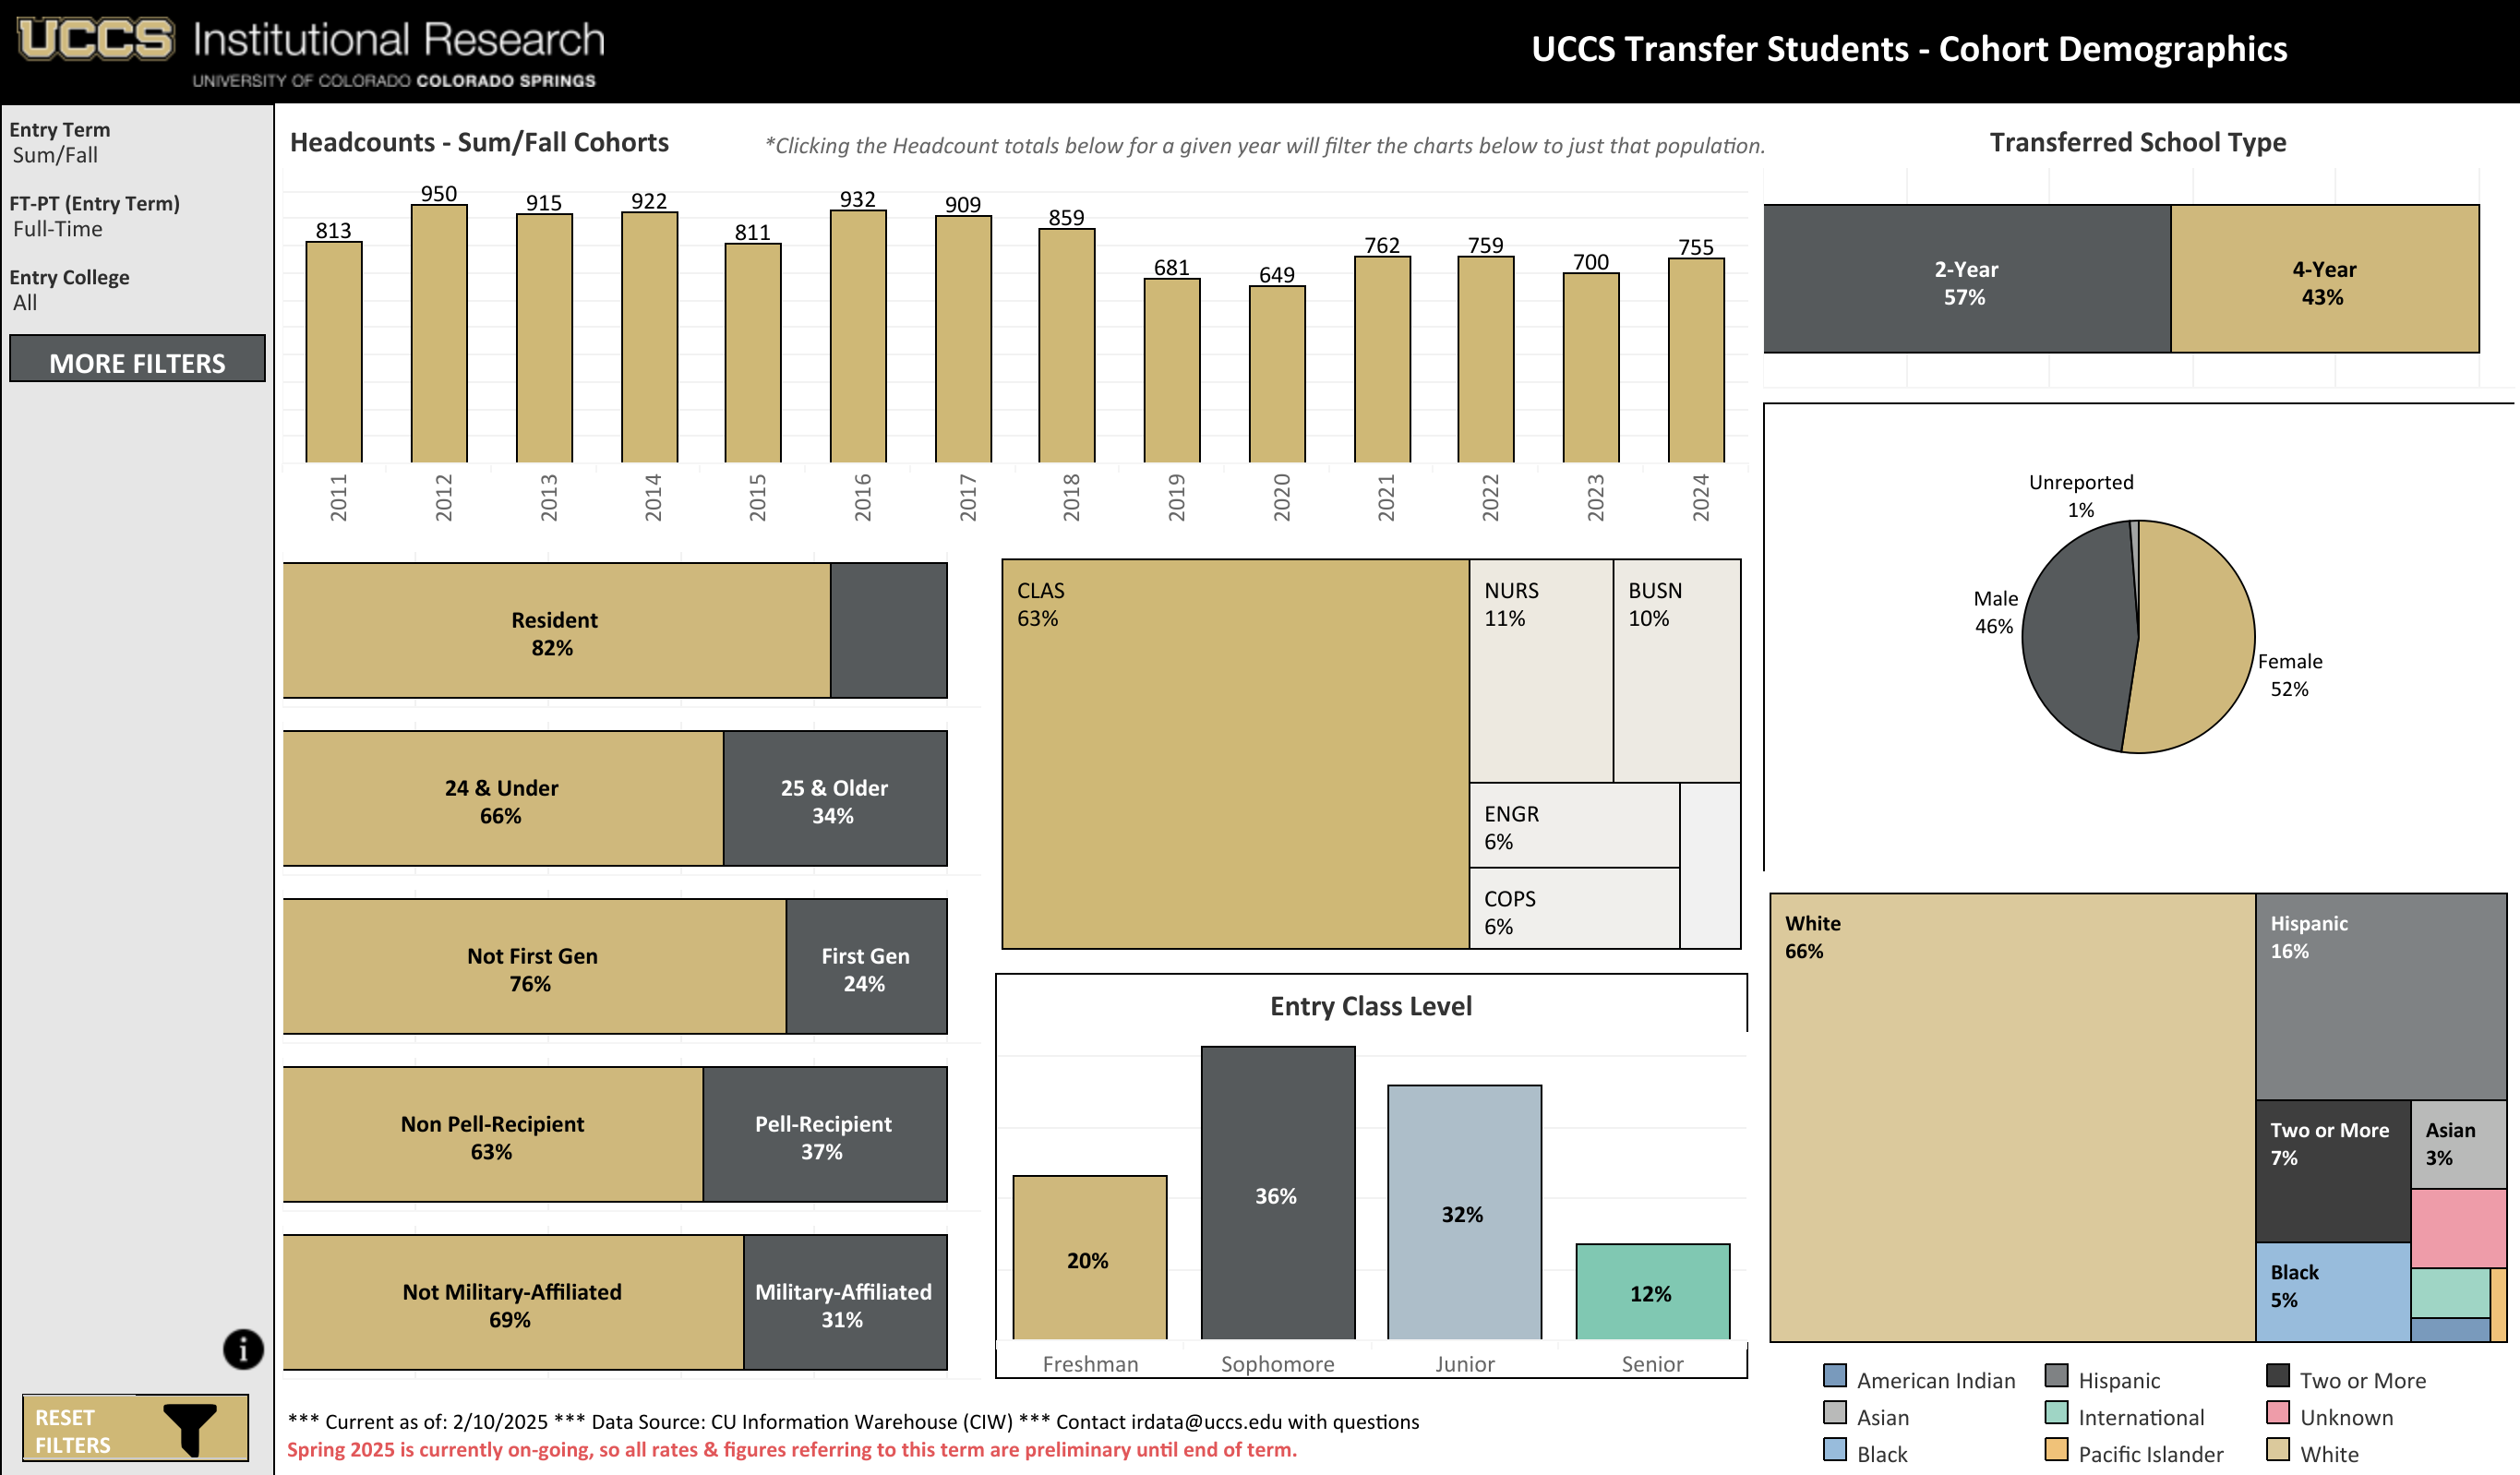 UCCS Institutional Research
UNIVERSITY OF COLORADO COLORADO SPRINGS
UCCS Transfer Students - Cohort Demographics
Entry Term
Sum/Fall
FT-PT (Entry Term)
Full-Time
Entry College
All
MORE FILTERS
RESET
FILTERS
Headcounts - Sum/Fall Cohorts
*Clicking the Headcount totals below for a given year will filter the charts below to just that population.
813
950
915
922
811
932
909
859
681
649
762
759
700
755
2011
2012
2013
2014
2015
2016
2017
2018
2019
2020
2021
2022
2023
2024
Transferred School Type
2-Year
57%
4-Year
43%
Resident
82%
24 & Under
66%
25 & Older
34%
Not First Gen
76%
First Gen
24%
Non Pell-Recipient
63%
Pell-Recipient
37%
Not Military-Affiliated
69%
Military-Affiliated
31%
CLAS
63%
NURS
11%
BUSN
10%
ENGR
6%
COPS
6%
Entry Class Level
20%
36%
32%
12%
Freshman
Sophomore
Junior
Senior
Unreported
1%
Male
46%
Female
52%
White
66%
Hispanic
16%
Two or More
7%
Asian
3%
Black
5%
American Indian
Hispanic
Two or More
Asian
International
Unknown
Black
Pacific Islander
White
*** Current as of: 2/10/2025 *** Data Source: CU Information Warehouse (CIW) *** Contact irdata@uccs.edu with questions
Spring 2025 is currently on-going, so all rates & figures referring to this term are preliminary until end of term.